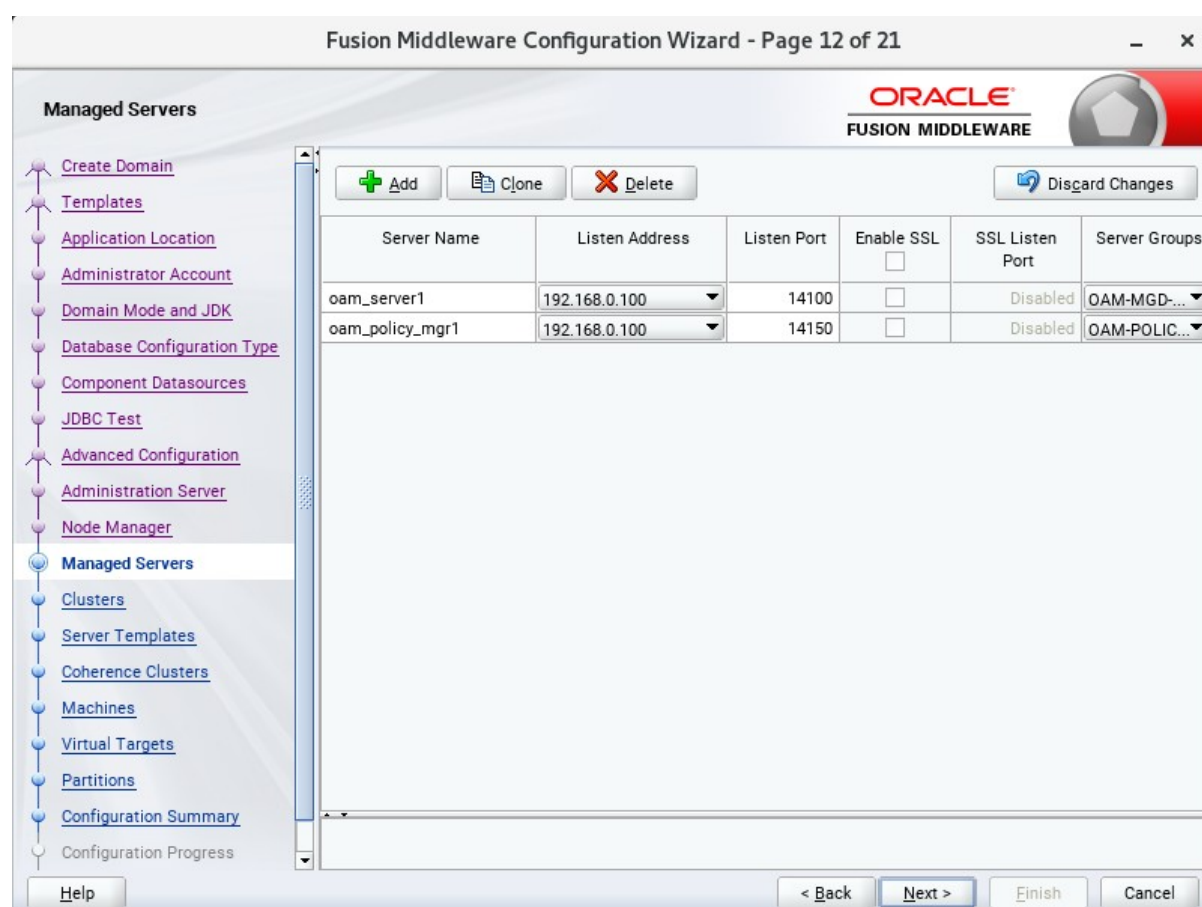 Fusion Middleware Configuration Wizard - Page 12 of 21
Managed Servers
ORACLE
FUSION MIDDLEWARE
Create Domain
Templates
Application Location
Administrator Account
Domain Mode and JDK
Database Configuration Type
Component Datasources
JDBC Test
Advanced Configuration
Administration Server
Node Manager
Managed Servers
Clusters
Server Templates
Coherence Clusters
Machines
Virtual Targets
Partitions
Configuration Summary
Configuration Progress
Add Clone Delete Discard Changes
Server Name Listen Address Listen Port Enable SSL SSL Listen Port Server Groups
oam_server1 192.168.0.100 14100 Disabled OAM-MGD-...
oam_policy_mgr1 192.168.0.100 14150 Disabled OAM-POLIC...
Help < Back Next > Finish Cancel